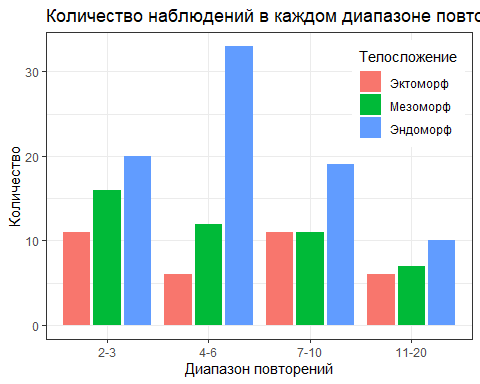 Количество наблюдений в каждом диапазоне
Телосложение
Эктоморф
Мезоморф
Эндоморф
Количество
30
20
10
0
2-3
4-6
7-10
11-20
Диапазон повторений